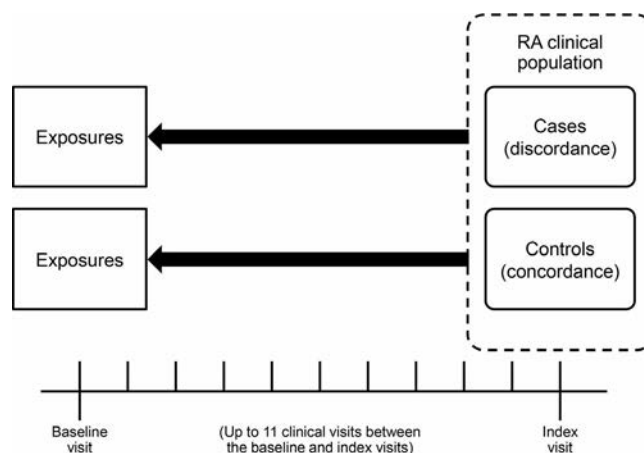 RA clinical
population
Exposures
Cases
(discordance)
Exposures
Controls
(concordance)
Baseline
visit
(Up to 11 clinical visits between
the baseline and index visits)
Index
visit